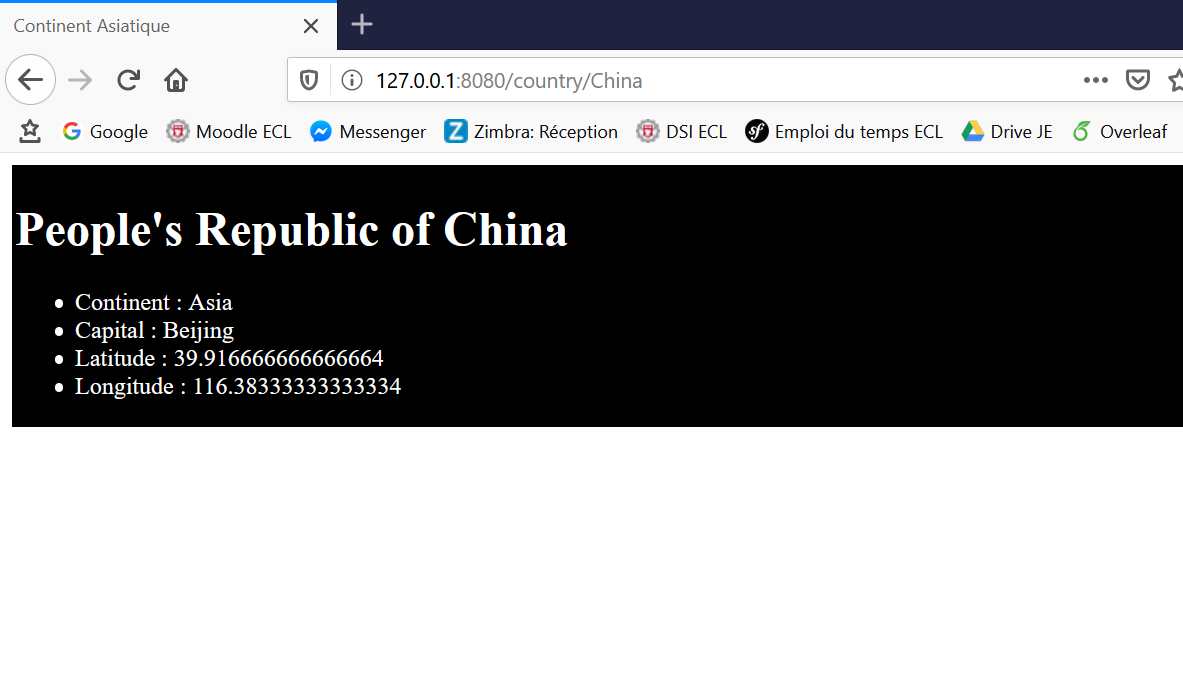 Continent Asiatique
127.0.0.1:8080/country/China
Google Moodle ECL Messenger Zimbra: Réception DSI ECL Emploi du temps ECL Drive JE Overleaf
People's Republic of China
Continent : Asia
Capital : Beijing
Latitude : 39.916666666666664
Longitude : 116.38333333333334